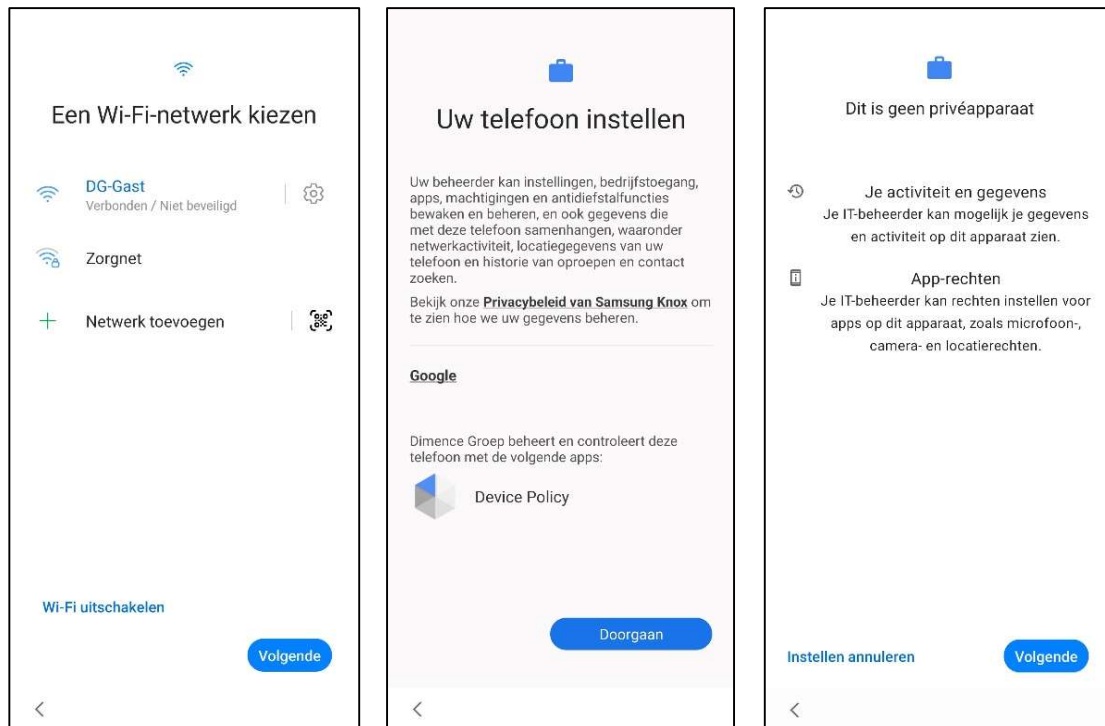 Een Wi-Fi-netwerk kiezen
DG-Gast
Verbonden / Niet beveiligd
Zorgnet
Netwerk toevoegen
Wi-Fi uitschakelen
Volgende
Uw telefoon instellen
Uw beheerder kan instellingen, bedrijfstoegang,
apps, machtigingen en antidiefstalfuncties
bewaken en beheren, en ook gegevens die
met deze telefoon samenhangen, waaronder
netwerkactiviteit, locatiegegevens van uw
telefoon en historie van oproepen en contact
zoeken.
Bekijk onze Privacybeleid van Samsung Knox om
te zien hoe we uw gegevens beheren.
Google
Dimence Groep beheert en controleert deze
telefoon met de volgende apps:
Device Policy
Doorgaan
Dit is geen privéapparaat
Je activiteit en gegevens
Je IT-beheerder kan mogelijk je gegevens
en activiteit op dit apparaat zien.
App-rechten
Je IT-beheerder kan rechten instellen voor
apps op dit apparaat, zoals microfoon-,
camera- en locatierechten.
Instellen annuleren
Volgende